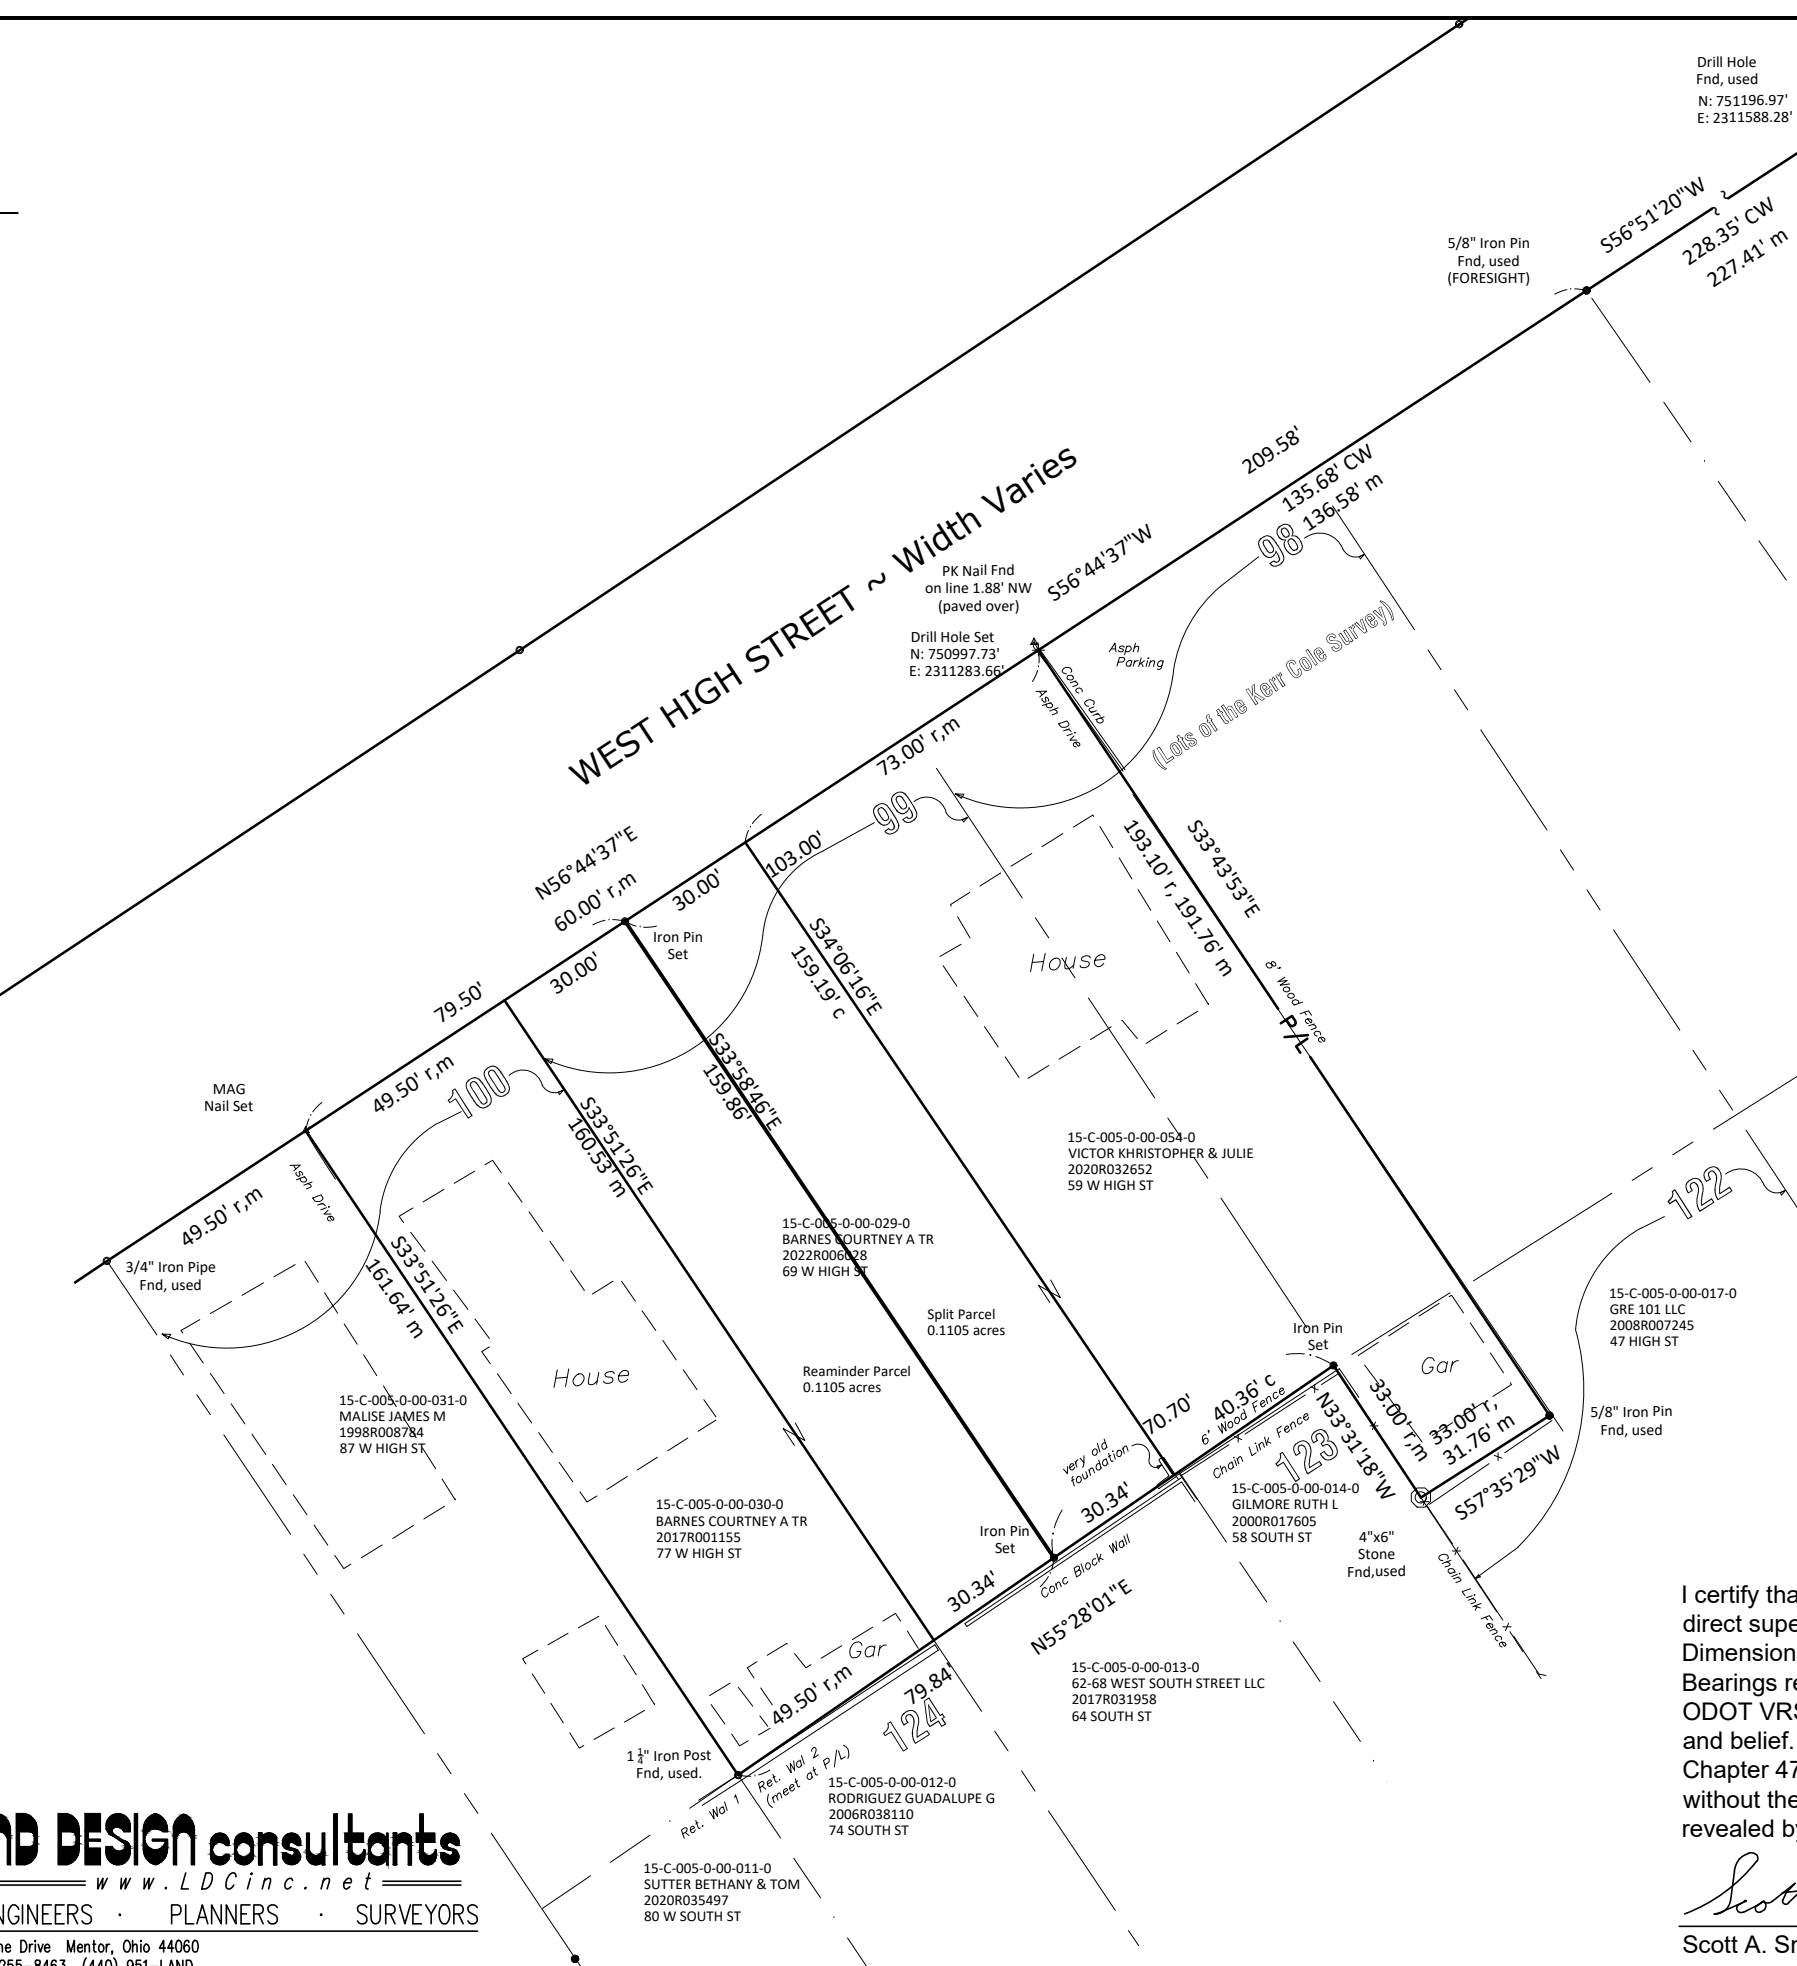 Drill Hole
Fnd, used
N: 751196.97'
E: 2311588.28'
S56°51'20"W
228.35' CW
227.41' m
5/8" Iron Pin
Fnd, used
(FORESIGHT)
209.58'
135.68' CW
136.58' m
98
WEST HIGH STREET ~ Width Varies
S56°44'37"W
PK Nail Fnd
on line 1.88' NW
(paved over)
Drill Hole Set
N: 750997.73'
E: 2311283.66'
Asph
Parking
Conc Curb
Asph Drive
(Lots of the Kerr Cole Survey)
73.00' r,m
99
103.00'
N56°44'37"E
60.00' r,m
30.00'
Iron Pin
Set
30.00'
79.50'
S34°06'16"E
159.19' c
House
193.10' r, 191.76' m
S33°43'53"E
8' Wood Fence
P/L
MAG
Nail Set
49.50' r,m
100
S33°58'46"E
159.86'
S33°51'26"E
160.53' m
Asph Drive
49.50' r,m
3/4" Iron Pipe
Fnd, used
S33°51'26"E
161.64' m
15-C-005-0-00-054-0
VICTOR KHRISTOPHER & JULIE
2020R032652
59 W HIGH ST
122
15-C-005-0-00-029-0
BARNES COURTNEY A TR
2022R006028
69 W HIGH ST
Split Parcel
0.1105 acres
Reaminder Parcel
0.1105 acres
15-C-005-0-00-017-0
GRE 101 LLC
2008R007245
47 HIGH ST
Iron Pin
Set
Gar
House
15-C-005-0-00-031-0
MALISE JAMES M
1998R008784
87 W HIGH ST
70.70'
40.36' c
6' Wood Fence
Chain Link Fence
33.00' r,m
N33°31'18"W
33.00' r,
31.76' m
S57°35'29"W
5/8" Iron Pin
Fnd, used
very old
foundation
123
15-C-005-0-00-014-0
GILMORE RUTH L
2000R017605
58 SOUTH ST
4"x6"
Stone
Fnd,used
Chain Link Fence
15-C-005-0-00-030-0
BARNES COURTNEY A TR
2017R001155
77 W HIGH ST
Iron Pin
Set
30.34'
30.34'
Conc Block Wall
N55°28'01"E
Gar
49.50' r,m
79.84'
124
15-C-005-0-00-013-0
62-68 WEST SOUTH STREET LLC
2017R031958
64 SOUTH ST
1 1/4" Iron Post
Fnd, used.
Ret. Wal 1
Ret. Wal 2
(meet at P/L)
15-C-005-0-00-012-0
RODRIGUEZ GUADALUPE G
2006R038110
74 SOUTH ST
15-C-005-0-00-011-0
SUTTER BETHANY & TOM
2020R035497
80 W SOUTH ST
I certify tha
direct supe
Dimension
Bearings re
ODOT VRS
and belief.
Chapter 47
without the
revealed by
Scott A. Sm
ND DESIGN consultants
www.LDCinc.net
NGINEERS · PLANNERS · SURVEYORS
ne Drive Mentor, Ohio 44060
255-8463 (440) 951-LAND